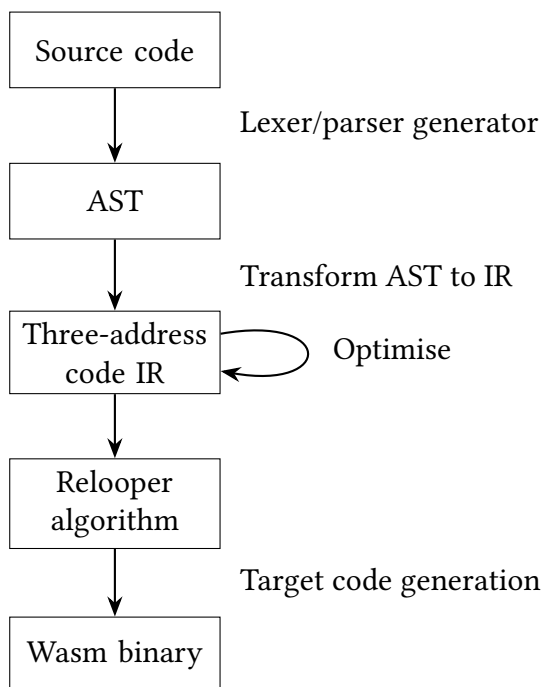 Source code
Lexer/parser generator
AST
Transform AST to IR
Three-address
code IR
Optimise
Relooper
algorithm
Target code generation
Wasm binary